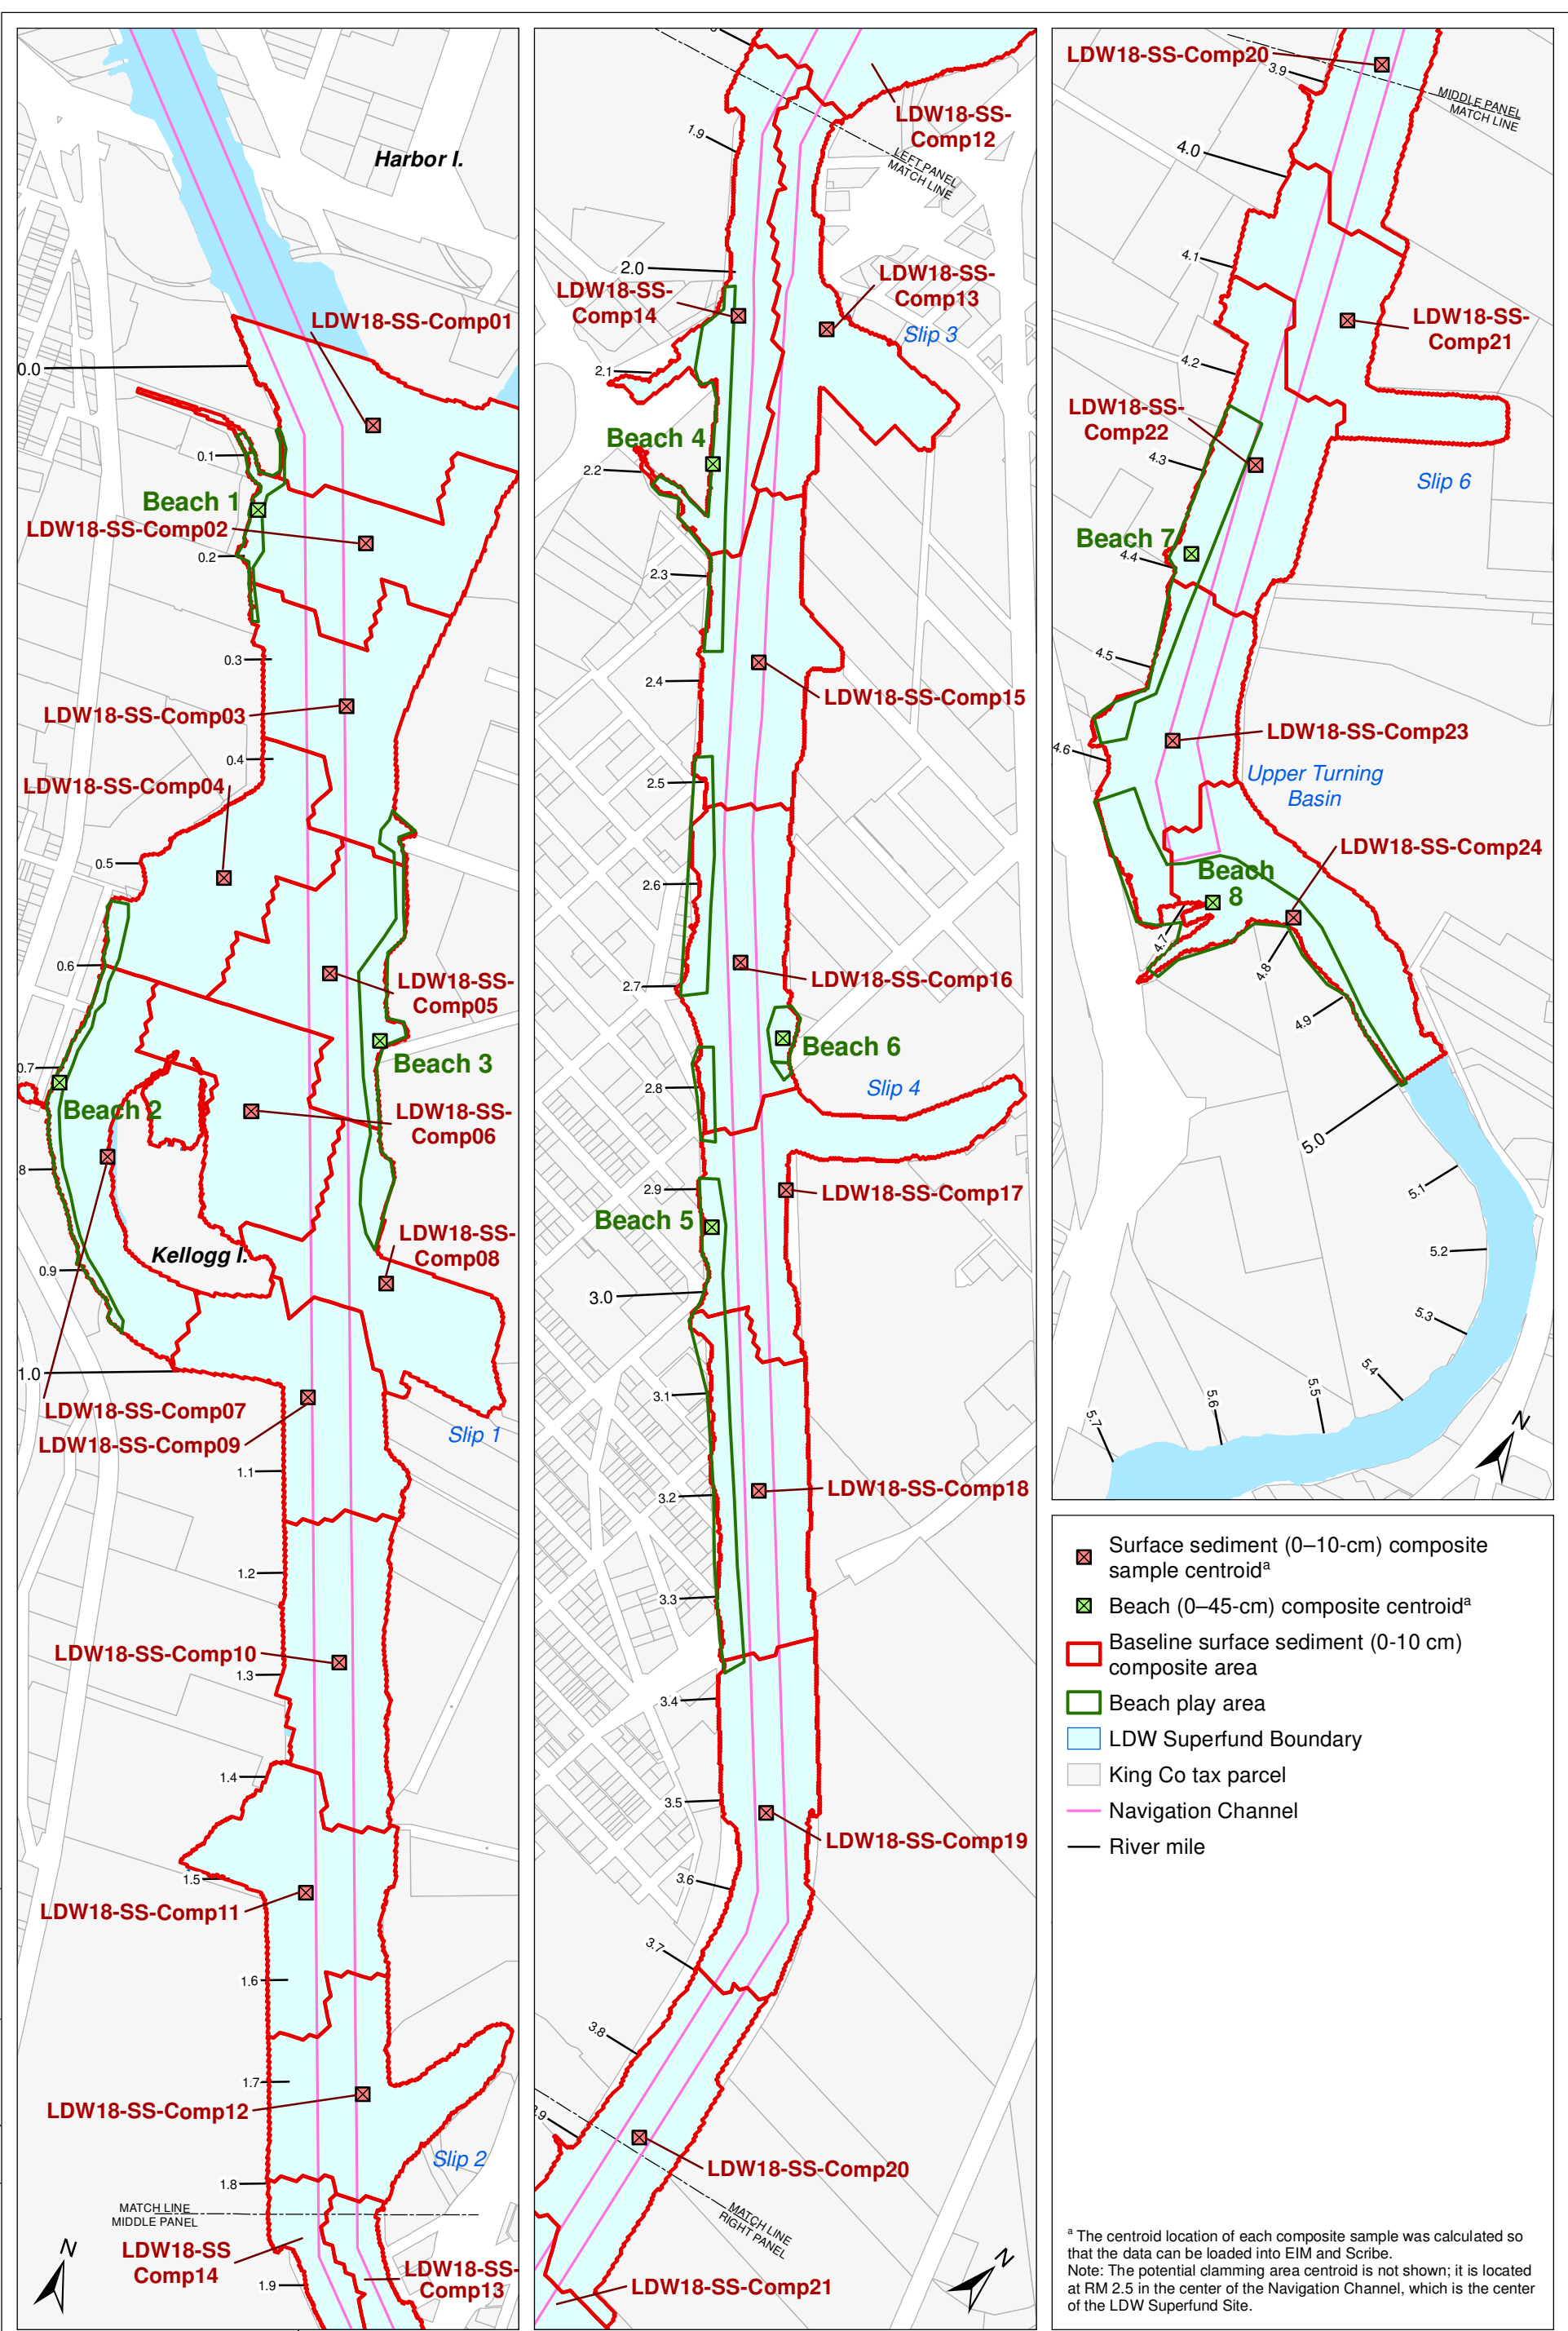 Harbor I.
LDW18-SS-Comp01
0.0
0.1
Beach 1
LDW18-SS-Comp02
0.2
0.3
LDW18-SS-Comp03
0.4
LDW18-SS-Comp04
0.5
0.6
LDW18-SS-
Comp05
Beach 3
0.7
Beach 2
LDW18-SS-
Comp06
8
LDW18-SS-
Comp08
Kellogg I.
0.9
1.0
LDW18-SS-Comp07
LDW18-SS-Comp09
Slip 1
1.1
1.2
LDW18-SS-Comp10
1.3
1.4
1.5
LDW18-SS-Comp11
1.6
1.7
LDW18-SS-Comp12
Slip 2
1.8
MATCH LINE
MIDDLE PANEL
N
LDW18-SS
Comp14
LDW18-SS-
Comp13
1.9
LDW18-SS-
Comp12
1.9
LEFT PANEL
MATCH LINE
2.0
LDW18-SS-
Comp14
LDW18-SS-
Comp13
Slip 3
2.1
Beach 4
2.2
2.3
2.4
LDW18-SS-Comp15
2.5
2.6
LDW18-SS-Comp16
2.7
Beach 6
Slip 4
2.8
2.9
LDW18-SS-Comp17
Beach 5
3.0
3.1
3.2
LDW18-SS-Comp18
3.3
3.4
3.5
LDW18-SS-Comp19
3.6
3.7
3.8
3.9
LDW18-SS-Comp20
MATCH LINE
RIGHT PANEL
N
LDW18-SS-Comp21
LDW18-SS-Comp20
3.9
MIDDLE PANEL
MATCH LINE
4.0
4.1
LDW18-SS-
Comp21
4.2
LDW18-SS-
Comp22
4.3
Slip 6
Beach 7
4.4
4.5
LDW18-SS-Comp23
4.6
Upper Turning
Basin
LDW18-SS-Comp24
Beach
8
4.7
4.8
4.9
5.0
5.1
5.2
5.3
5.4
5.5
5.6
5.7
N
Surface sediment (0–10-cm) composite
sample centroidᵃ
Beach (0–45-cm) composite centroidᵃ
Baseline surface sediment (0-10 cm)
composite area
Beach play area
LDW Superfund Boundary
King Co tax parcel
Navigation Channel
River mile
ᵃ The centroid location of each composite sample was calculated so
that the data can be loaded into EIM and Scribe.
Note: The potential clamming area centroid is not shown; it is located
at RM 2.5 in the center of the Navigation Channel, which is the center
of the LDW Superfund Site.